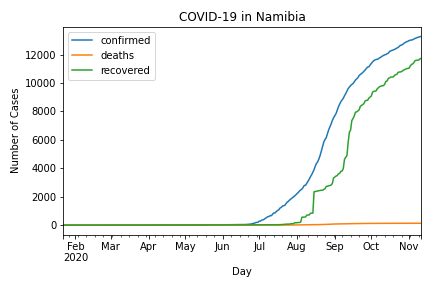 COVID-19 in Namibia
confirmed
deaths
recovered
Number of Cases
12000
10000
8000
6000
4000
2000
0
Feb Mar Apr May Jun Jul Aug Sep Oct Nov
2020
Day